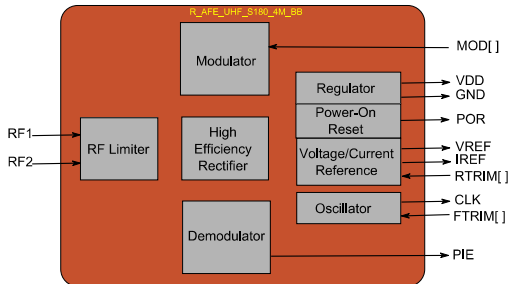 R_AFE_UHF_S180_4M_BB
Modulator
MOD[ ]
Regulator
VDD
GND
Power-On
Reset
POR
RF1
RF2
RF Limiter
High
Efficiency
Rectifier
Voltage/Current
Reference
VREF
IREF
RTRIM[ ]
Oscillator
CLK
FTRIM[ ]
Demodulator
PIE